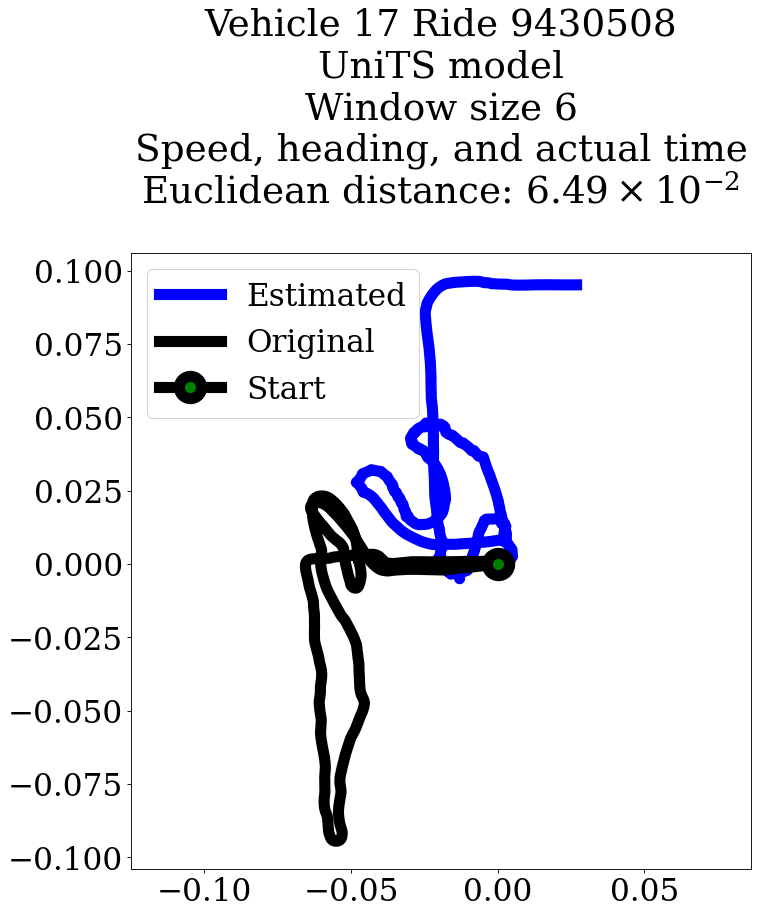 Vehicle 17 Ride 9430508
UniTS model
Window size 6
Speed, heading, and actual time
Euclidean distance: 6.49 × 10⁻²
Estimated
Original
Start
0.100
0.075
0.050
0.025
0.000
−0.025
−0.050
−0.075
−0.100
−0.10 −0.05 0.00 0.05